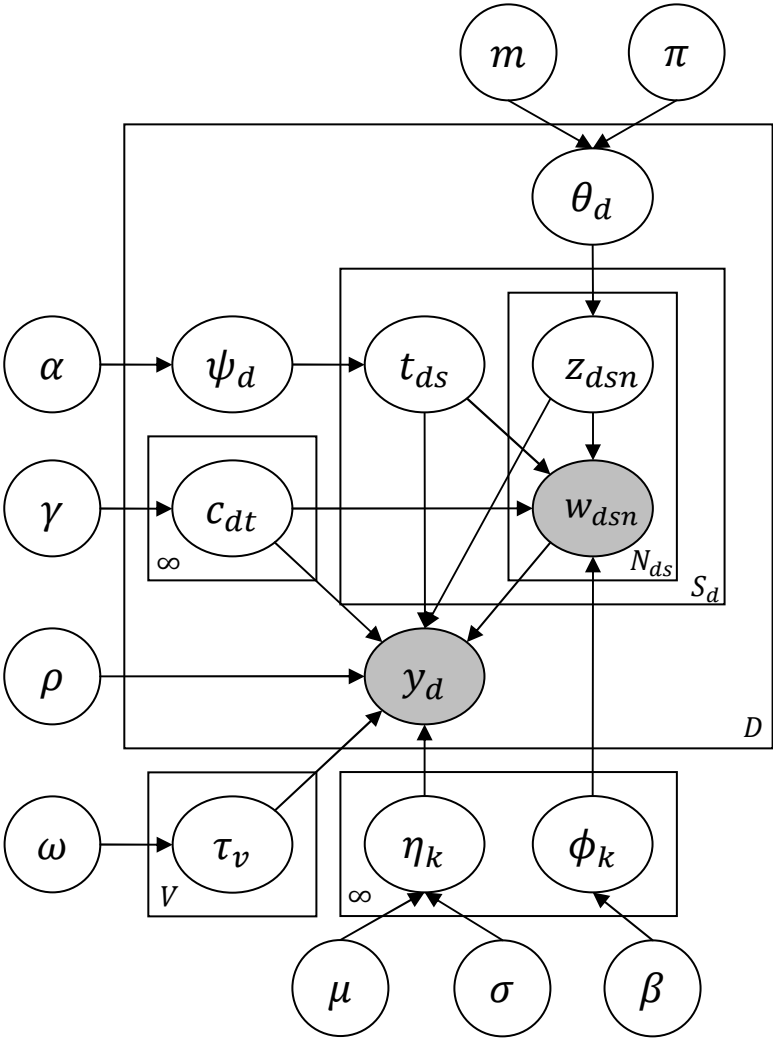 m π
θ_d
α ψ_d t_ds z_dsn
γ c_dt w_dsn
∞ N_ds
S_d
ρ y_d
D
ω τ_v η_k ϕ_k
V ∞
μ σ β